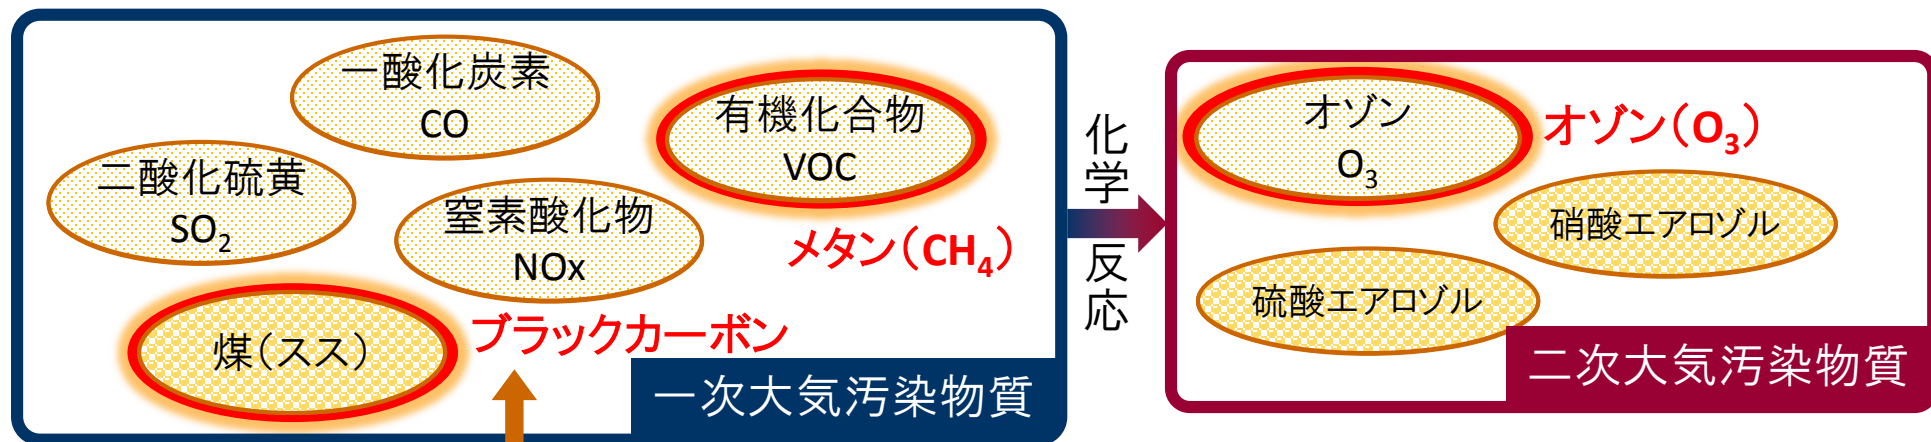 一酸化炭素
CO
有機化合物
VOC
二酸化硫黄
SO₂
窒素酸化物
NOx
メタン(CH₄)
煤(スス)
ブラックカーボン
一次大気汚染物質
化学反応
オゾン
O₃
オゾン(O₃)
硝酸エアロゾル
硫酸エアロゾル
二次大気汚染物質